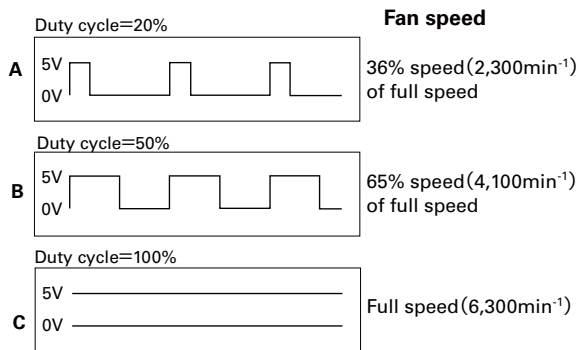 Fan speed
Duty cycle=20%
A
5V
0V
36% speed(2,300min⁻¹)
of full speed
Duty cycle=50%
B
5V
0V
65% speed(4,100min⁻¹)
of full speed
Duty cycle=100%
C
5V
0V
Full speed(6,300min⁻¹)